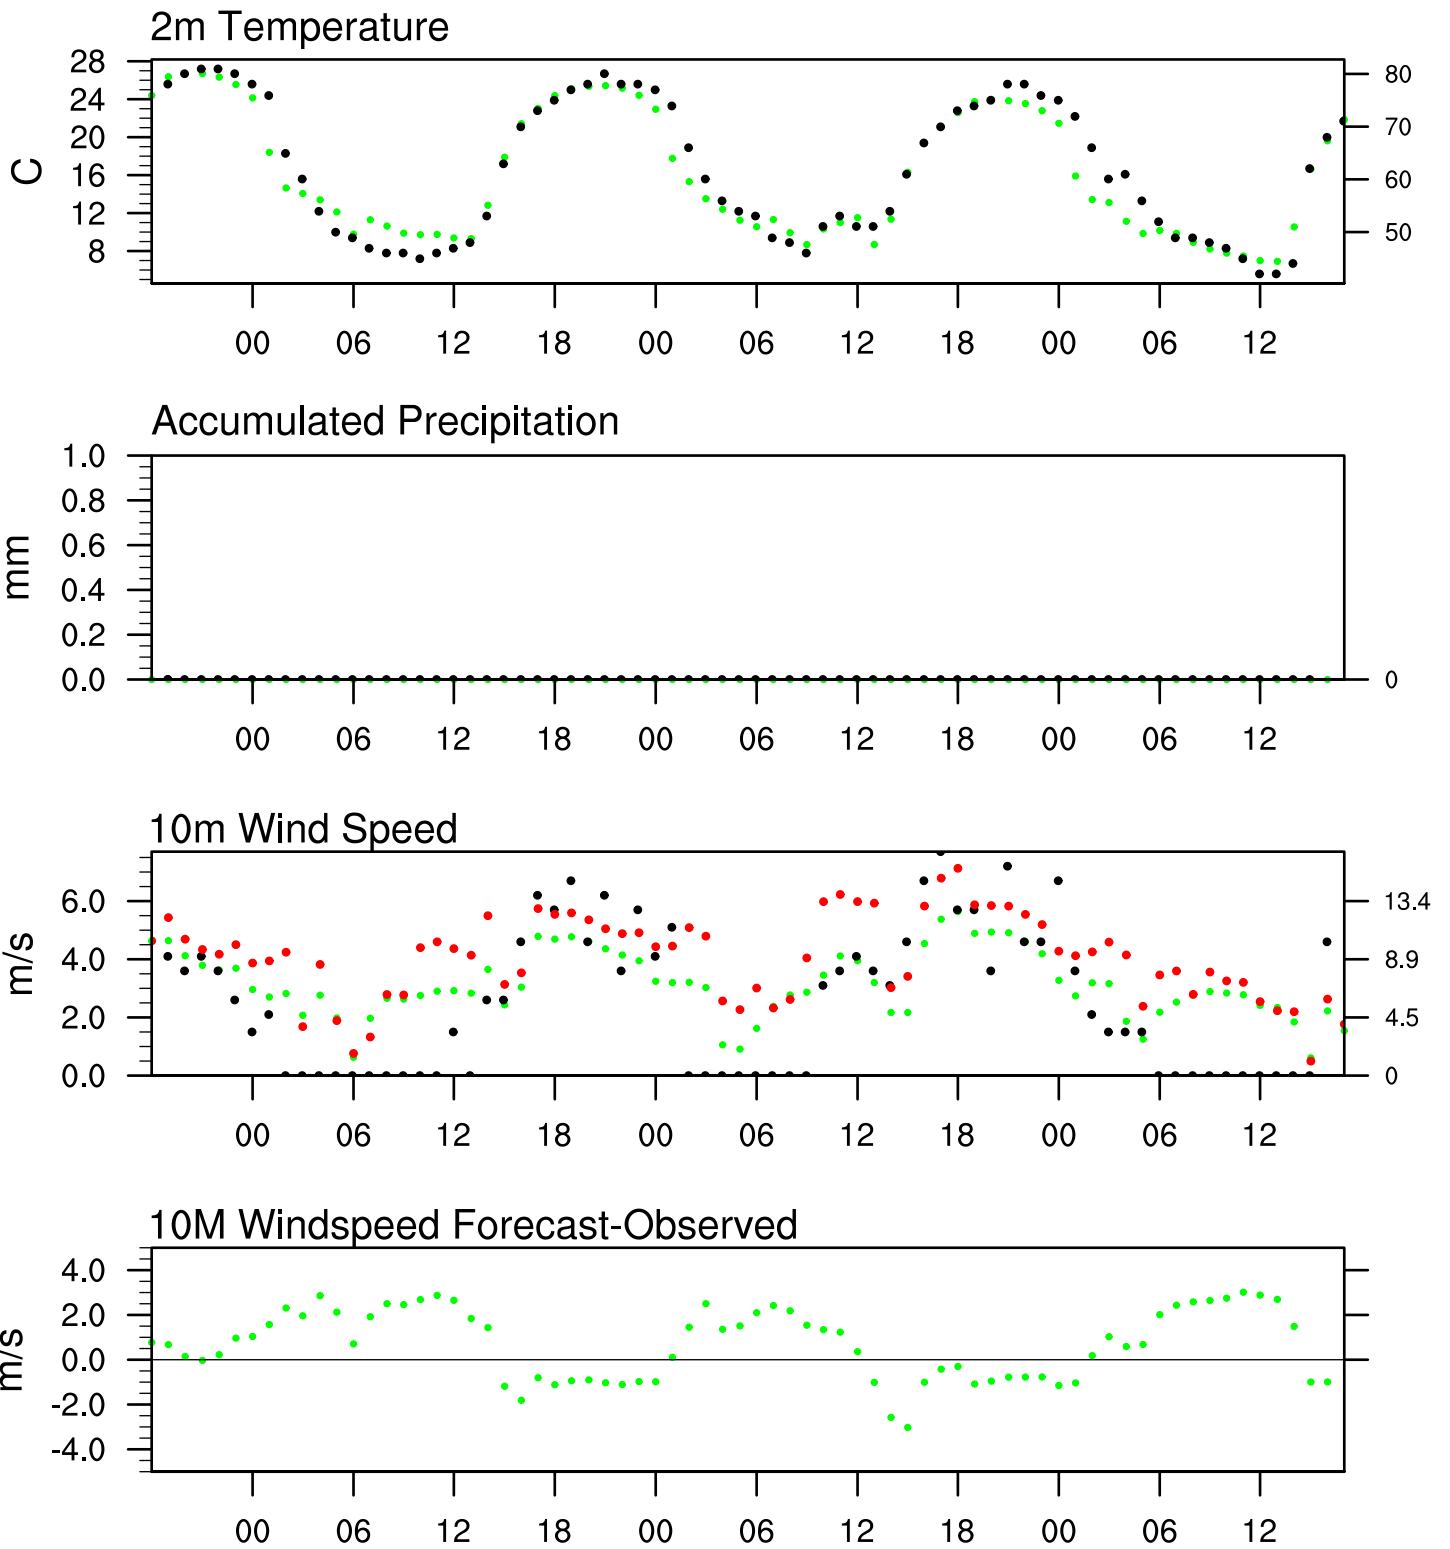 2m Temperature
28
24
20
16
12
8
C
80
70
60
50
00 06 12 18 00 06 12 18 00 06 12
Accumulated Precipitation
1.0
0.8
0.6
0.4
0.2
0.0
mm
0
00 06 12 18 00 06 12 18 00 06 12
10m Wind Speed
6.0
4.0
2.0
0.0
m/s
13.4
8.9
4.5
0
00 06 12 18 00 06 12 18 00 06 12
10M Windspeed Forecast-Observed
4.0
2.0
0.0
-2.0
-4.0
m/s
00 06 12 18 00 06 12 18 00 06 12